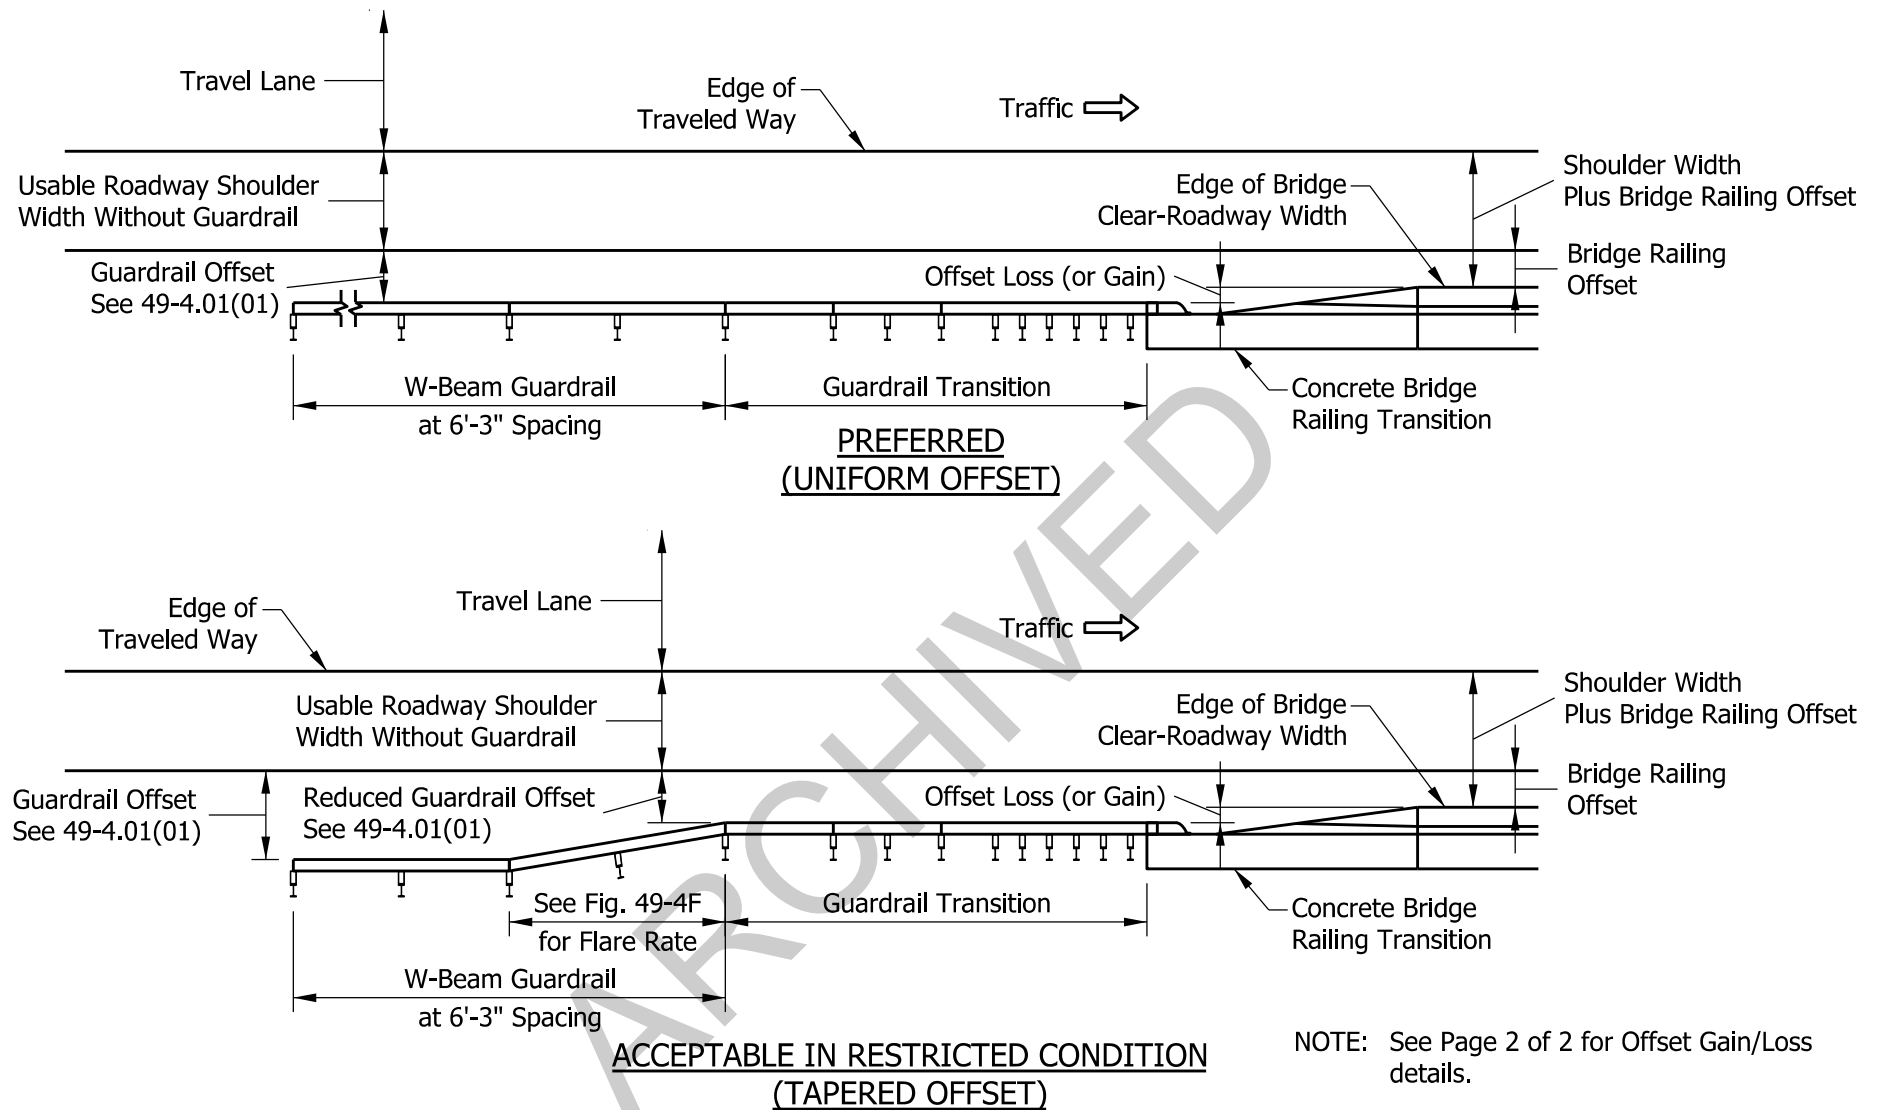 Travel Lane
Edge of
Traveled Way
Traffic
Usable Roadway Shoulder
Width Without Guardrail
Edge of Bridge
Clear-Roadway Width
Shoulder Width
Plus Bridge Railing Offset
Guardrail Offset
See 49-4.01(01)
Offset Loss (or Gain)
Bridge Railing
Offset
W-Beam Guardrail
at 6'-3" Spacing
Guardrail Transition
Concrete Bridge
Railing Transition
PREFERRED
(UNIFORM OFFSET)
Edge of
Traveled Way
Travel Lane
Traffic
Usable Roadway Shoulder
Width Without Guardrail
Edge of Bridge
Clear-Roadway Width
Shoulder Width
Plus Bridge Railing Offset
Guardrail Offset
See 49-4.01(01)
Reduced Guardrail Offset
See 49-4.01(01)
Offset Loss (or Gain)
Bridge Railing
Offset
See Fig. 49-4F
for Flare Rate
Guardrail Transition
Concrete Bridge
Railing Transition
W-Beam Guardrail
at 6'-3" Spacing
ACCEPTABLE IN RESTRICTED CONDITION
(TAPERED OFFSET)
NOTE: See Page 2 of 2 for Offset Gain/Loss
details.
ARCHIVED